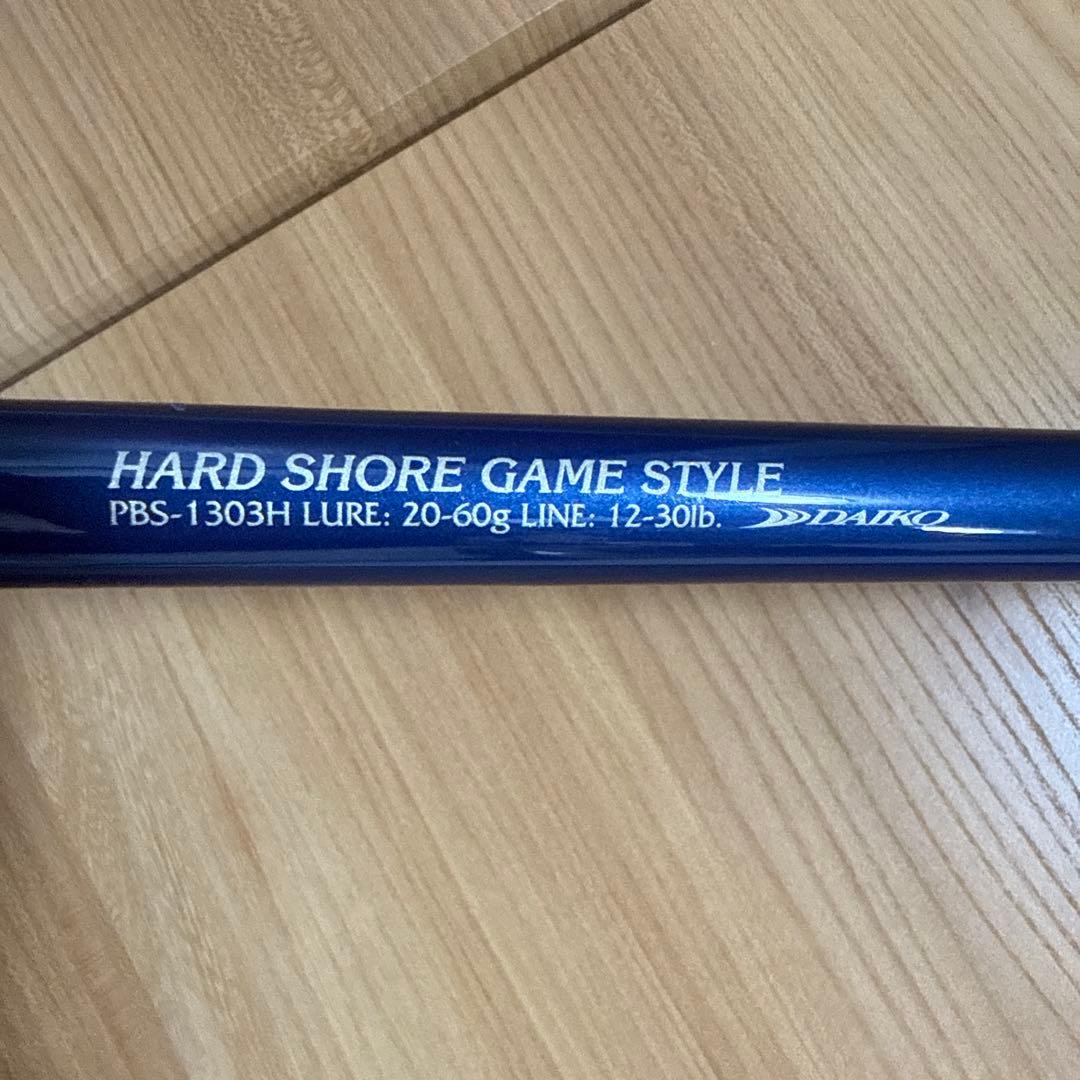 HARD SHORE GAME STYLE
PBS-1303H LURE: 20-60g LINE: 12-30lb. DAIKO